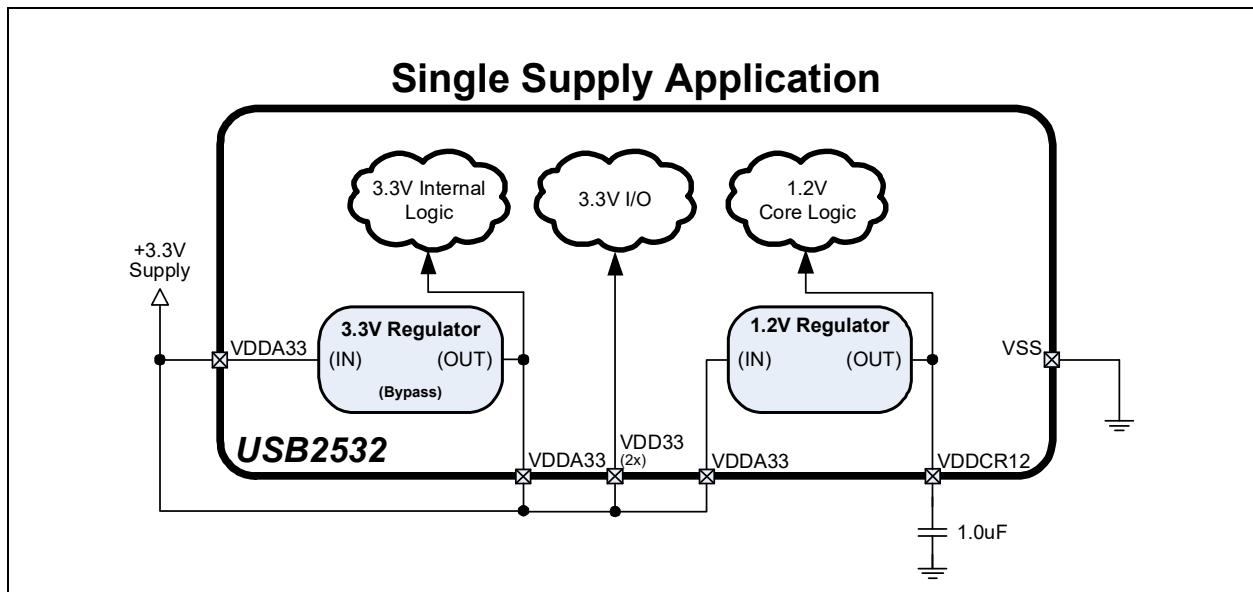 Single Supply Application
3.3V Internal
Logic
3.3V I/O
1.2V
Core Logic
+3.3V
Supply
VDDA33
3.3V Regulator
(IN) (OUT)
(Bypass)
1.2V Regulator
(IN) (OUT)
VSS
USB2532
VDDA33
VDD33
(2x)
VDDA33
VDDCR12
1.0uF